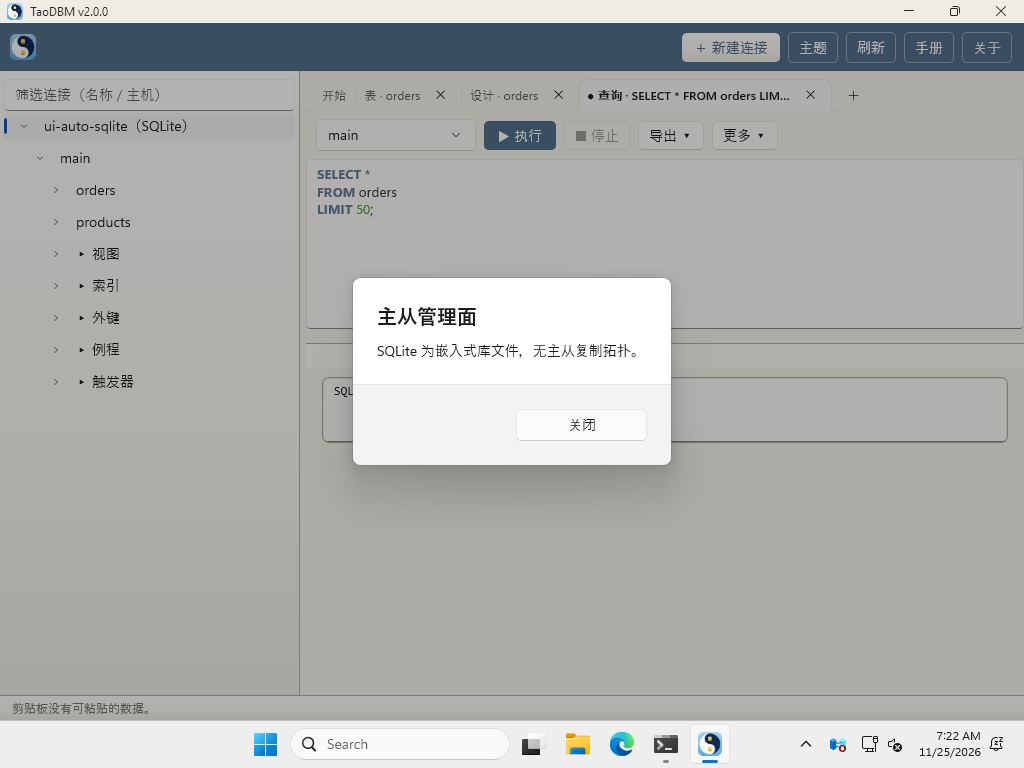 TaoDBM v2.0.0
+ 新建连接 主题 刷新 手册 关于
筛选连接（名称 / 主机）
ui-auto-sqlite（SQLite）
main
orders
products
视图
索引
外键
例程
触发器
开始 表 · orders 设计 · orders ● 查询 · SELECT * FROM orders LIM...
main 执行 停止 导出 更多
SELECT *
FROM orders
LIMIT 50;
主从管理面
SQLite 为嵌入式库文件，无主从复制拓扑。
关闭
SQL
剪贴板没有可粘贴的数据。
Search
7:22 AM
11/25/2026